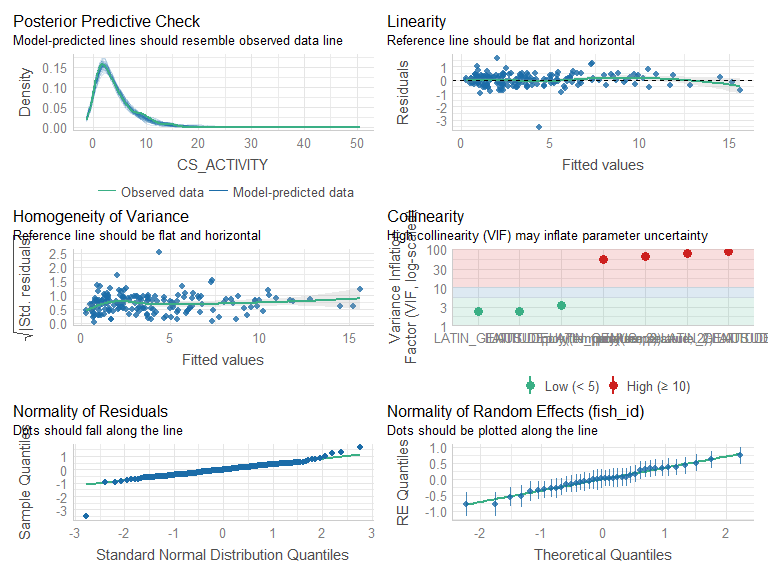 Posterior Predictive Check
Model-predicted lines should resemble observed data line
Density
0.15
0.10
0.05
0.00
0 10 20 30 40 50
CS_ACTIVITY
Observed data Model-predicted data
Linearity
Reference line should be flat and horizontal
Residuals
1
0
-1
-2
-3
0 5 10 15
Fitted values
Homogeneity of Variance
Reference line should be flat and horizontal
√|Std. residuals|
2.5
2.0
1.5
1.0
0.5
0.0
0 5 10 15
Fitted values
Collinearity
High collinearity (VIF) may inflate parameter uncertainty
Variance Inflation
Factor (VIF, log-scaled)
100
30
10
3
1
Low (< 5) High (≥ 10)
Normality of Residuals
Dots should fall along the line
Sample Quantiles
1
0
-1
-2
-3
-3 -2 -1 0 1 2 3
Standard Normal Distribution Quantiles
Normality of Random Effects (fish_id)
Dots should be plotted along the line
RE Quantiles
1.0
0.5
0.0
-0.5
-1.0
-2 -1 0 1 2
Theoretical Quantiles